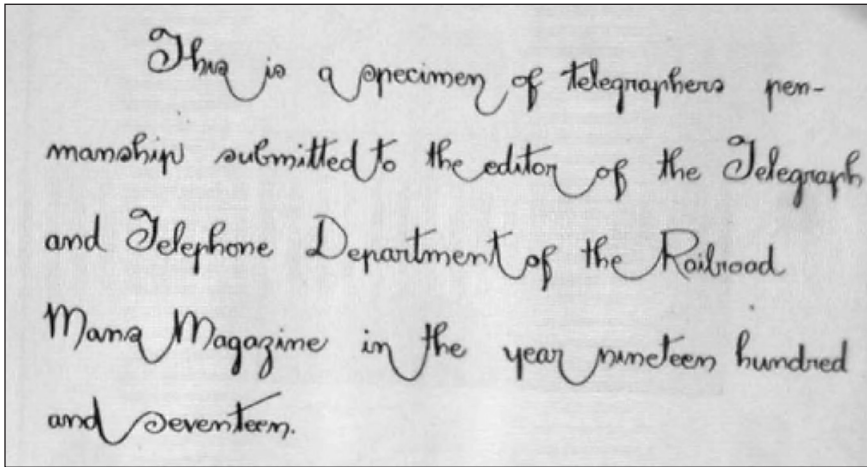 This is a specimen of telegraphers pen-
manship submitted to the editor of the Telegraph
and Telephone Department of the Railroad
Mans Magazine in the year nineteen hundred
and seventeen.